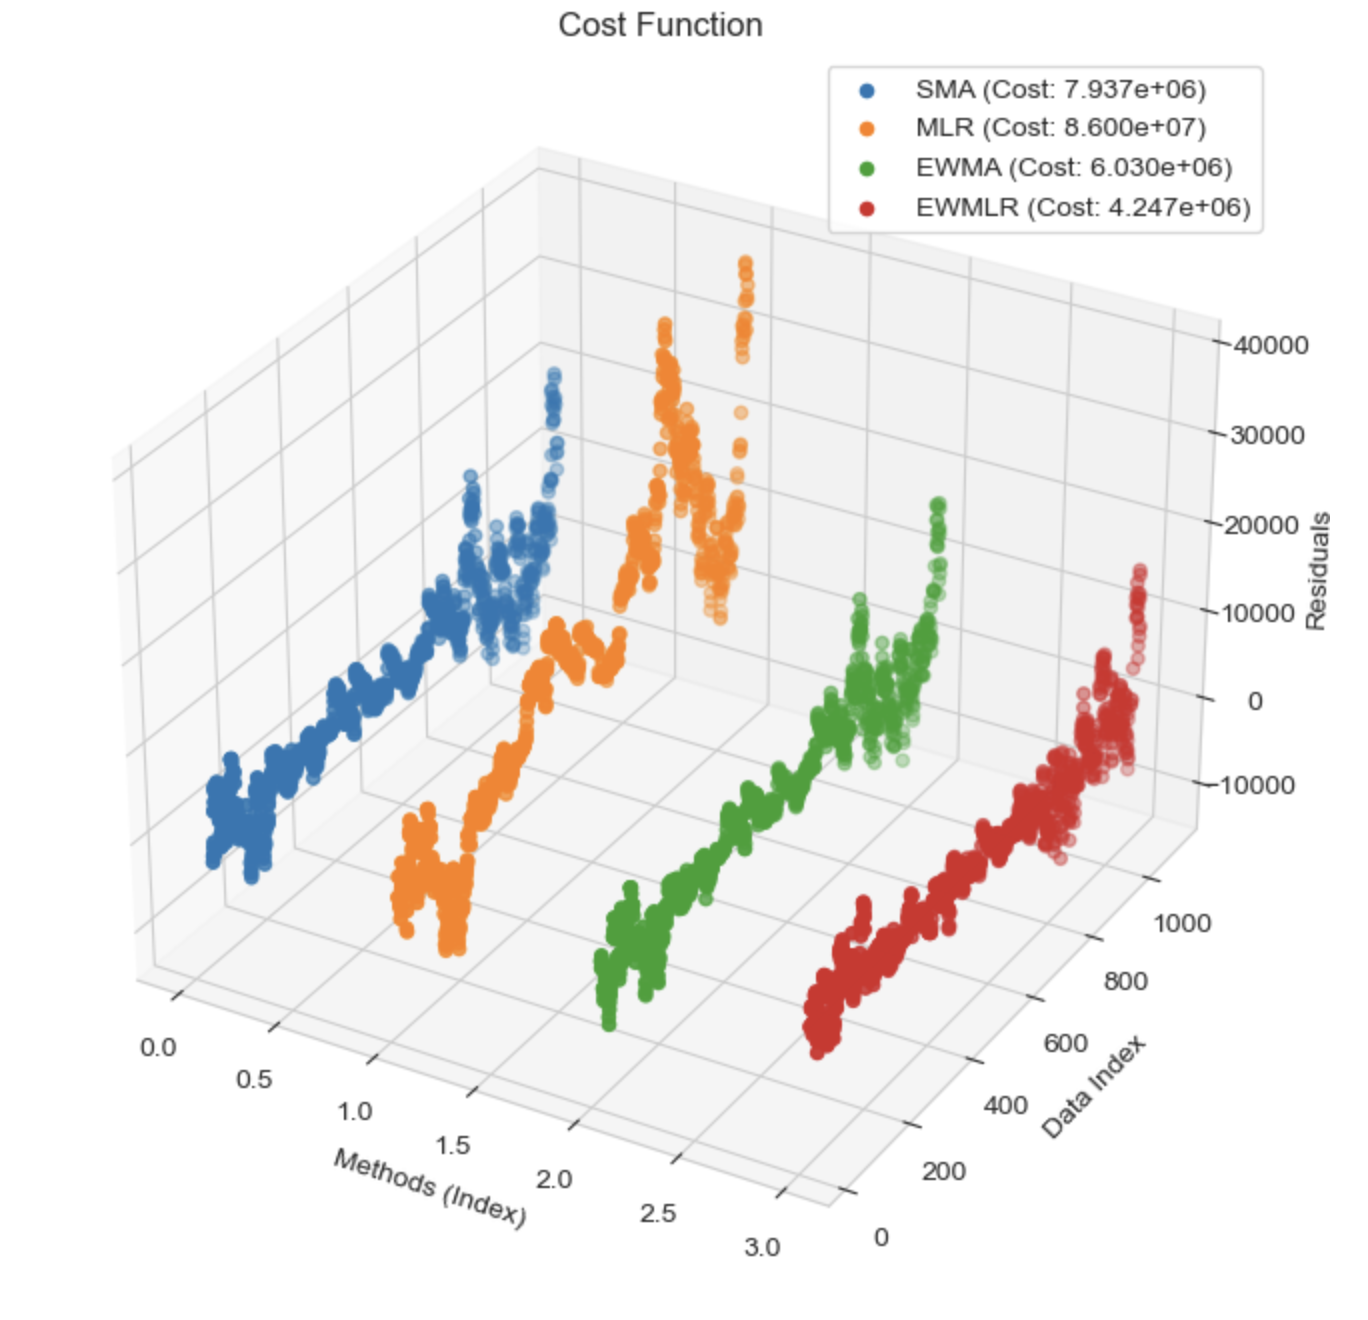 Cost Function
SMA (Cost: 7.937e+06)
MLR (Cost: 8.600e+07)
EWMA (Cost: 6.030e+06)
EWMLR (Cost: 4.247e+06)
40000
30000
20000
10000
0
−10000
Residuals
0.0
0.5
1.0
1.5
2.0
2.5
3.0
Methods (Index)
0
200
400
600
800
1000
Data Index